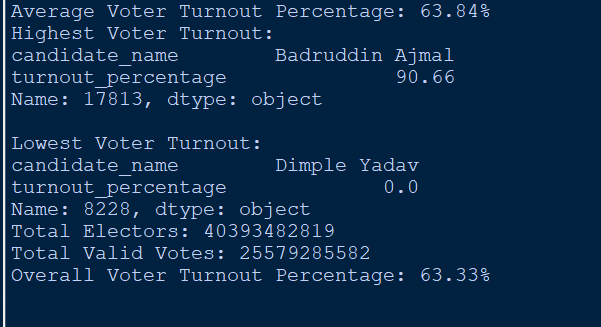 Average Voter Turnout Percentage: 63.84%
Highest Voter Turnout:
candidate_name        Badruddin Ajmal
turnout_percentage              90.66
Name: 17813, dtype: object

Lowest Voter Turnout:
candidate_name        Dimple Yadav
turnout_percentage             0.0
Name: 8228, dtype: object
Total Electors: 40393482819
Total Valid Votes: 25579285582
Overall Voter Turnout Percentage: 63.33%